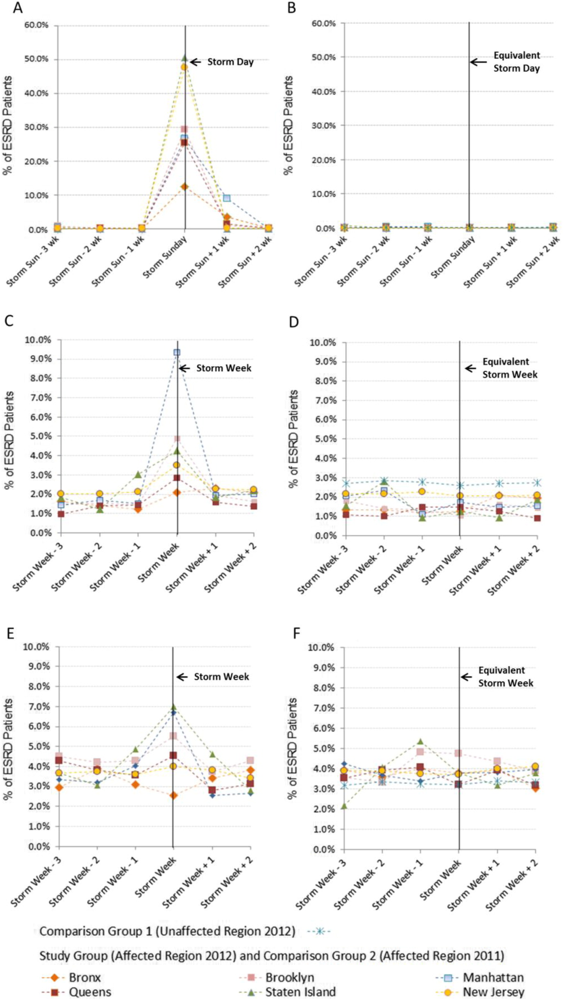 A
60.0%
50.0%
40.0%
30.0%
20.0%
10.0%
0.0%
% of ESRD Patients
Storm Day
Storm Sun - 3 wk
Storm Sun - 2 wk
Storm Sun - 1 wk
Storm Sunday
Storm Sun + 1 wk
Storm Sun + 2 wk
B
60.0%
50.0%
40.0%
30.0%
20.0%
10.0%
0.0%
% of ESRD Patients
Equivalent
Storm Day
Storm Sun - 3 wk
Storm Sun - 2 wk
Storm Sun - 1 wk
Storm Sunday
Storm Sun + 1 wk
Storm Sun + 2 wk
C
10.0%
9.0%
8.0%
7.0%
6.0%
5.0%
4.0%
3.0%
2.0%
1.0%
0.0%
% of ESRD Patients
Storm Week
Storm Week - 3
Storm Week - 2
Storm Week - 1
Storm Week
Storm Week + 1
Storm Week + 2
D
10.0%
9.0%
8.0%
7.0%
6.0%
5.0%
4.0%
3.0%
2.0%
1.0%
0.0%
% of ESRD Patients
Equivalent
Storm Week
Storm Week - 3
Storm Week - 2
Storm Week - 1
Storm Week
Storm Week + 1
Storm Week + 2
E
10.0%
9.0%
8.0%
7.0%
6.0%
5.0%
4.0%
3.0%
2.0%
1.0%
0.0%
% of ESRD Patients
Storm Week
Storm Week - 3
Storm Week - 2
Storm Week - 1
Storm Week
Storm Week + 1
Storm Week + 2
F
10.0%
9.0%
8.0%
7.0%
6.0%
5.0%
4.0%
3.0%
2.0%
1.0%
0.0%
% of ESRD Patients
Equivalent
Storm Week
Storm Week - 3
Storm Week - 2
Storm Week - 1
Storm Week
Storm Week + 1
Storm Week + 2
Comparison Group 1 (Unaffected Region 2012)
Study Group (Affected Region 2012) and Comparison Group 2 (Affected Region 2011)
Bronx Brooklyn Manhattan
Queens Staten Island New Jersey